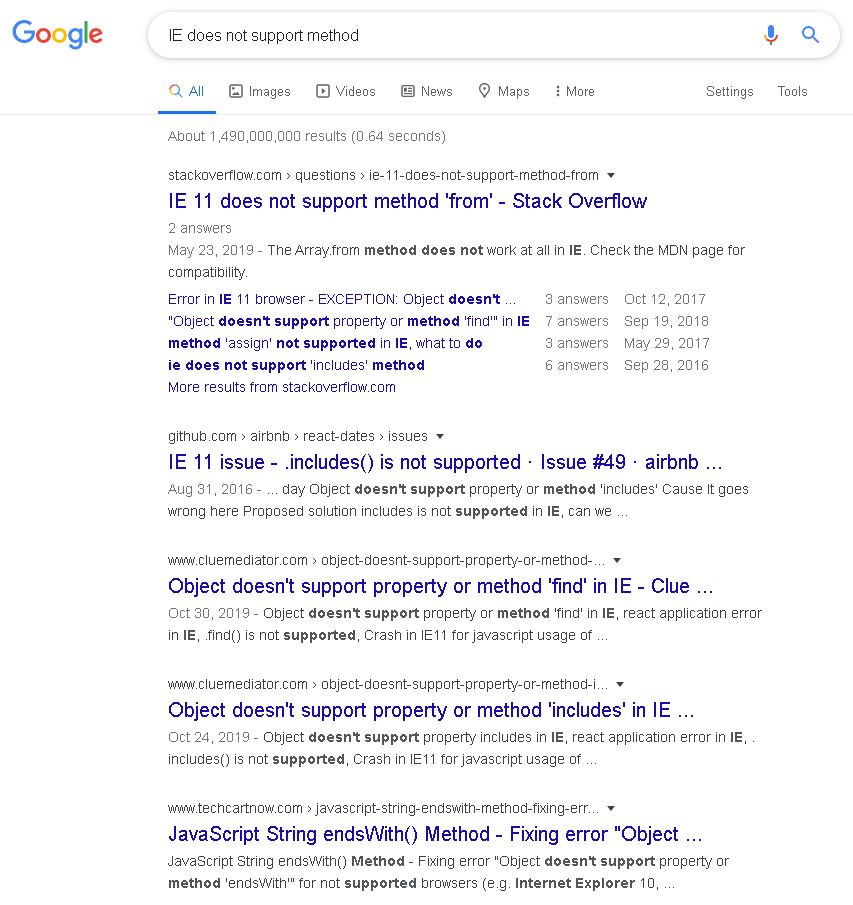 Google
IE does not support method
All Images Videos News Maps More Settings Tools
About 1,490,000,000 results (0.64 seconds)
stackoverflow.com › questions › ie-11-does-not-support-method-from
IE 11 does not support method 'from' - Stack Overflow
2 answers
May 23, 2019 - The Array.from method does not work at all in IE. Check the MDN page for
compatibility.
Error in IE 11 browser - EXCEPTION: Object doesn't ... 3 answers Oct 12, 2017
"Object doesn't support property or method 'find'" in IE 7 answers Sep 19, 2018
method 'assign' not supported in IE, what to do 3 answers May 29, 2017
ie does not support 'includes' method 6 answers Sep 28, 2016
More results from stackoverflow.com
github.com › airbnb › react-dates › issues
IE 11 issue - .includes() is not supported · Issue #49 · airbnb ...
Aug 31, 2016 - ... day Object doesn't support property or method 'includes' Cause It goes
wrong here Proposed solution includes is not supported in IE, can we ...
www.cluemediator.com › object-doesnt-support-property-or-method-...
Object doesn't support property or method 'find' in IE - Clue ...
Oct 30, 2019 - Object doesn't support property or method 'find' in IE, react application error
in IE, .find() is not supported, Crash in IE11 for javascript usage of ...
www.cluemediator.com › object-doesnt-support-property-or-method-i...
Object doesn't support property or method 'includes' in IE ...
Oct 24, 2019 - Object doesn't support property includes in IE, react application error in IE, .
includes() is not supported, Crash in IE11 for javascript usage of ...
www.techcartnow.com › javascript-string-endswith-method-fixing-err...
JavaScript String endsWith() Method - Fixing error "Object ...
JavaScript String endsWith() Method - Fixing error "Object doesn't support property or
method 'endsWith'" for not supported browsers (e.g. Internet Explorer 10, ...